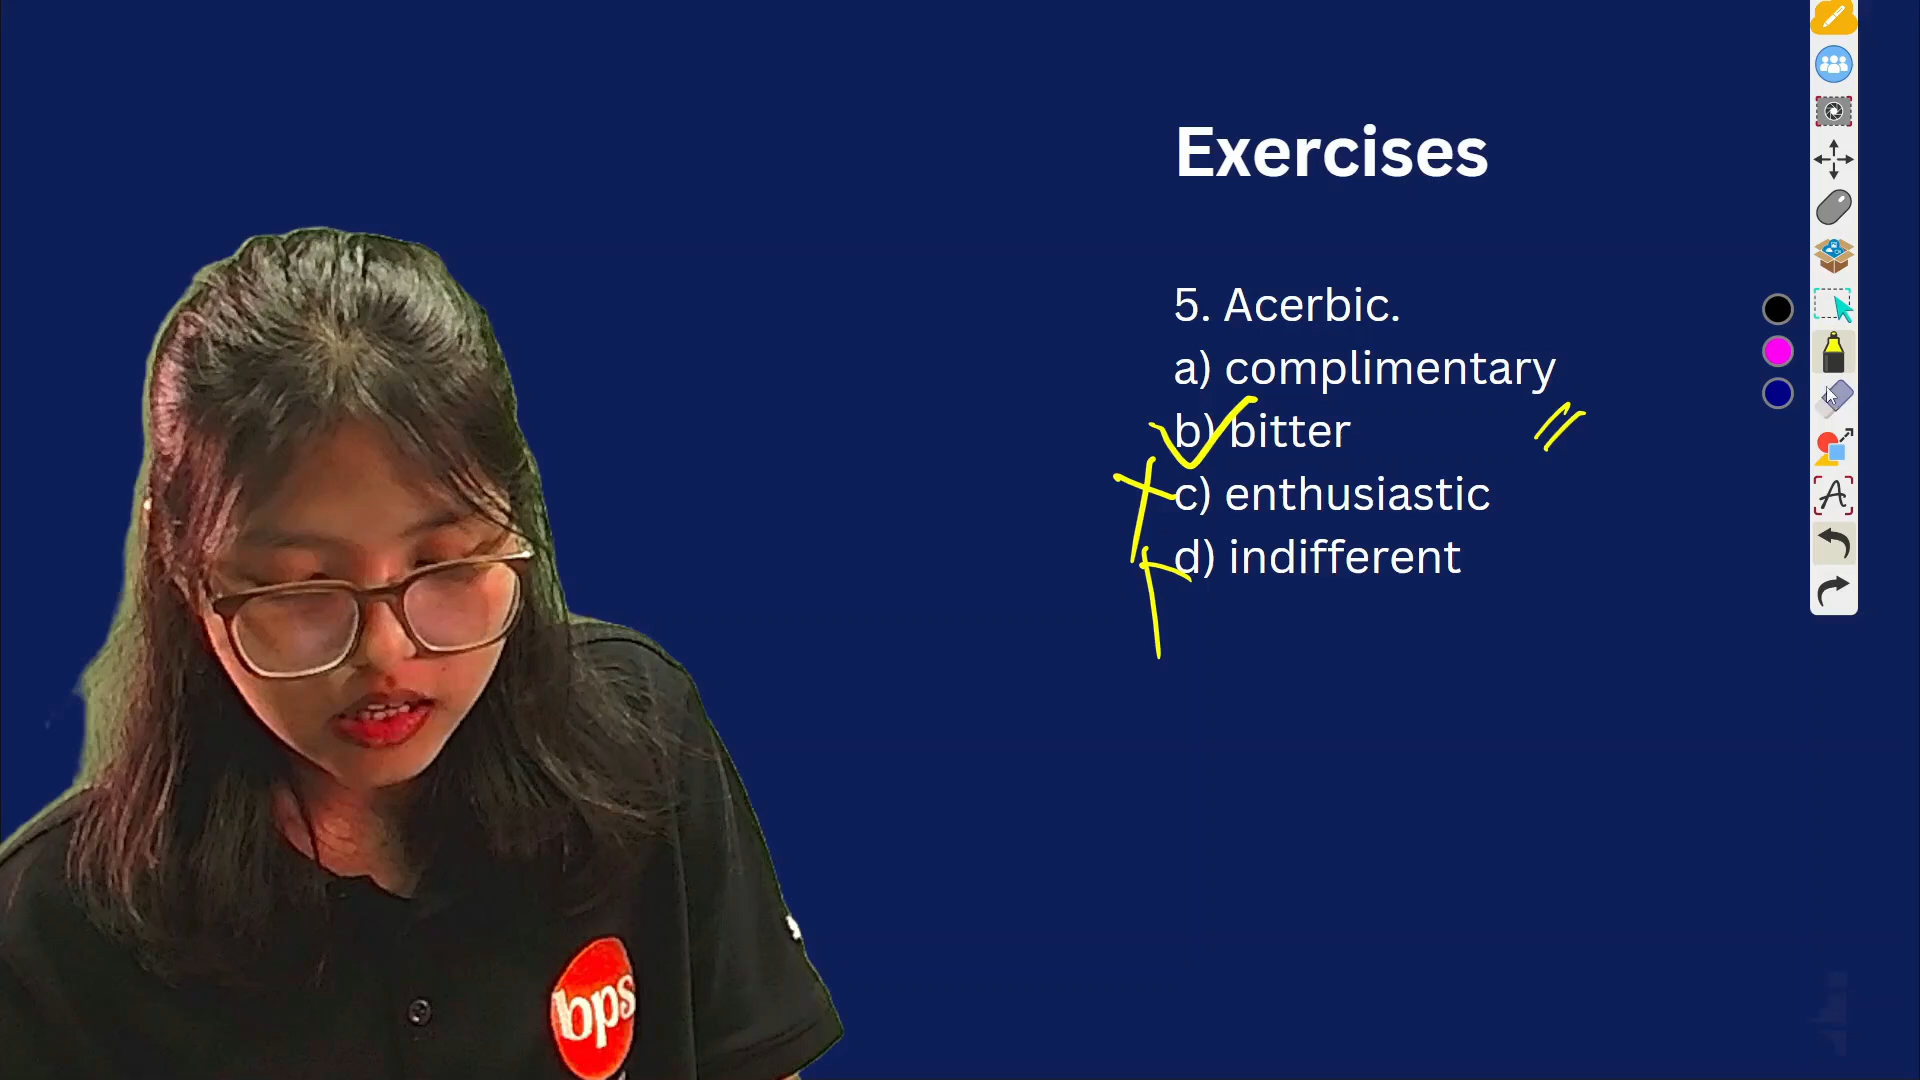 Exercises
5. Acerbic.
a) complimentary
b) bitter
c) enthusiastic
d) indifferent
bps